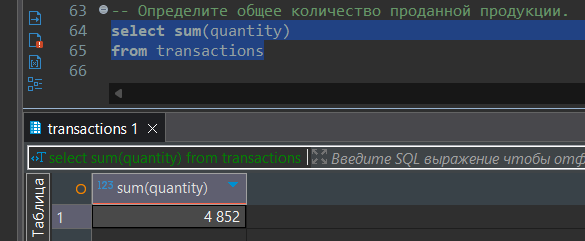 63 -- Определите общее количество проданной продукции.
64 select sum(quantity)
65 from transactions
66
transactions 1
select sum(quantity) from transactions
Введите SQL выражение чтобы отф
Таблица
123 sum(quantity)
1 4 852